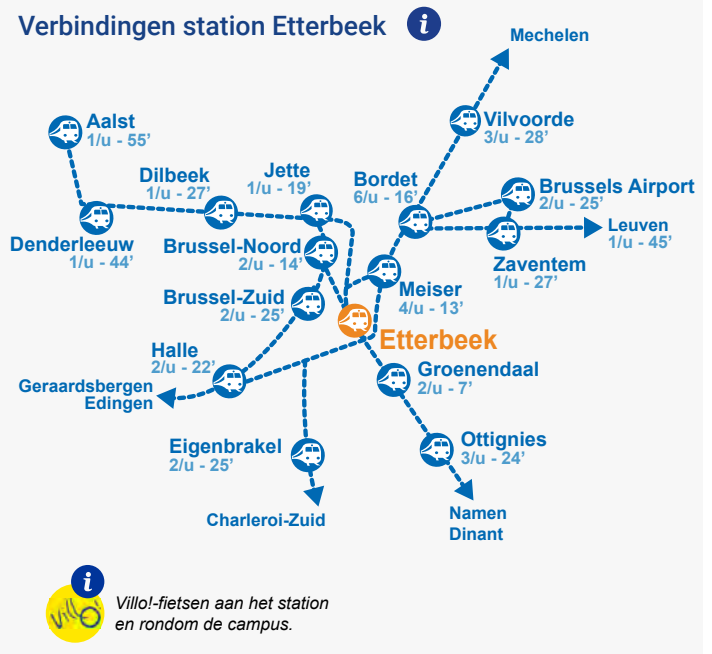 Verbindingen station Etterbeek
i
Mechelen
Aalst
1/u - 55’
Vilvoorde
3/u - 28’
Dilbeek
1/u - 27’
Jette
1/u - 19’
Bordet
6/u - 16’
Brussels Airport
2/u - 25’
Denderleeuw
1/u - 44’
Brussel-Noord
2/u - 14’
Leuven
1/u - 45’
Zaventem
1/u - 27’
Brussel-Zuid
2/u - 25’
Meiser
4/u - 13’
Etterbeek
Halle
2/u - 22’
Geraardsbergen
Edingen
Groenendaal
2/u - 7’
Eigenbrakel
2/u - 25’
Ottignies
3/u - 24’
Charleroi-Zuid
Namen
Dinant
i
VillO!
Villo!-fietsen aan het station
en rondom de campus.